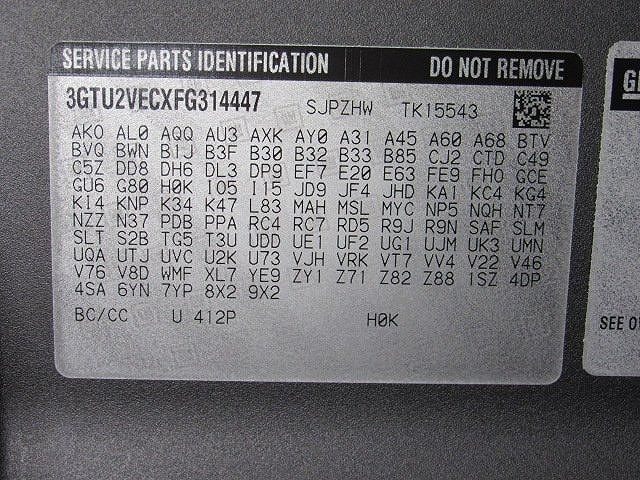 SERVICE PARTS IDENTIFICATION DO NOT REMOVE
3GTU2VECXFG314447 SJPZHW TK15543
AKO AL0 AQQ AU3 AXK AY0 A31 A45 A60 A68 BTV
BVQ BWN B1J B3F B30 B32 B33 B85 CJ2 CTD C49
C5Z DD8 DH6 DL3 DP9 EF7 E20 E63 FE9 FHO GCE
GU6 G80 H0K IO5 I15 JD9 JF4 JHD KA1 KC4 KG4
K14 KNP K34 K47 L83 MAH MSL MYC NP5 NQH NT7
NZZ N37 PDB PPA RC4 RC7 RD5 R9J R9N SAF SLM
SLT S2B TG5 T3U UDD UE1 UF2 UG1 UJM UK3 UMN
UQA UTJ UVC U2K U73 VJH VRK VT7 VV4 V22 V46
V76 V8D WMF XL7 YE9 ZY1 Z71 Z82 Z88 1SZ 4DP
4SA 6YN 7YP 8X2 9X2
BC/CC U 412P H0K
SEE